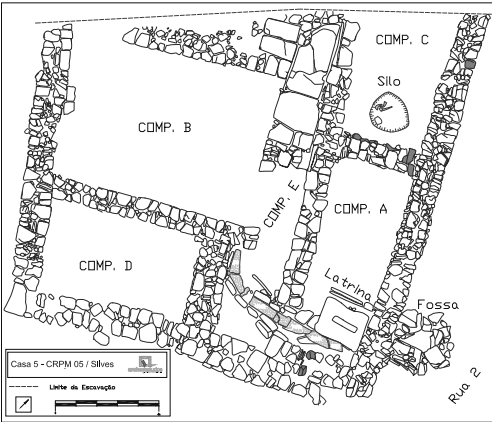 COMP. C
Silo
COMP. B
COMP. E
COMP. A
COMP. D
Latrina
Fossa
Rua 2
Casa 5 - CRPM 05 / Silves
Limite da Escavação